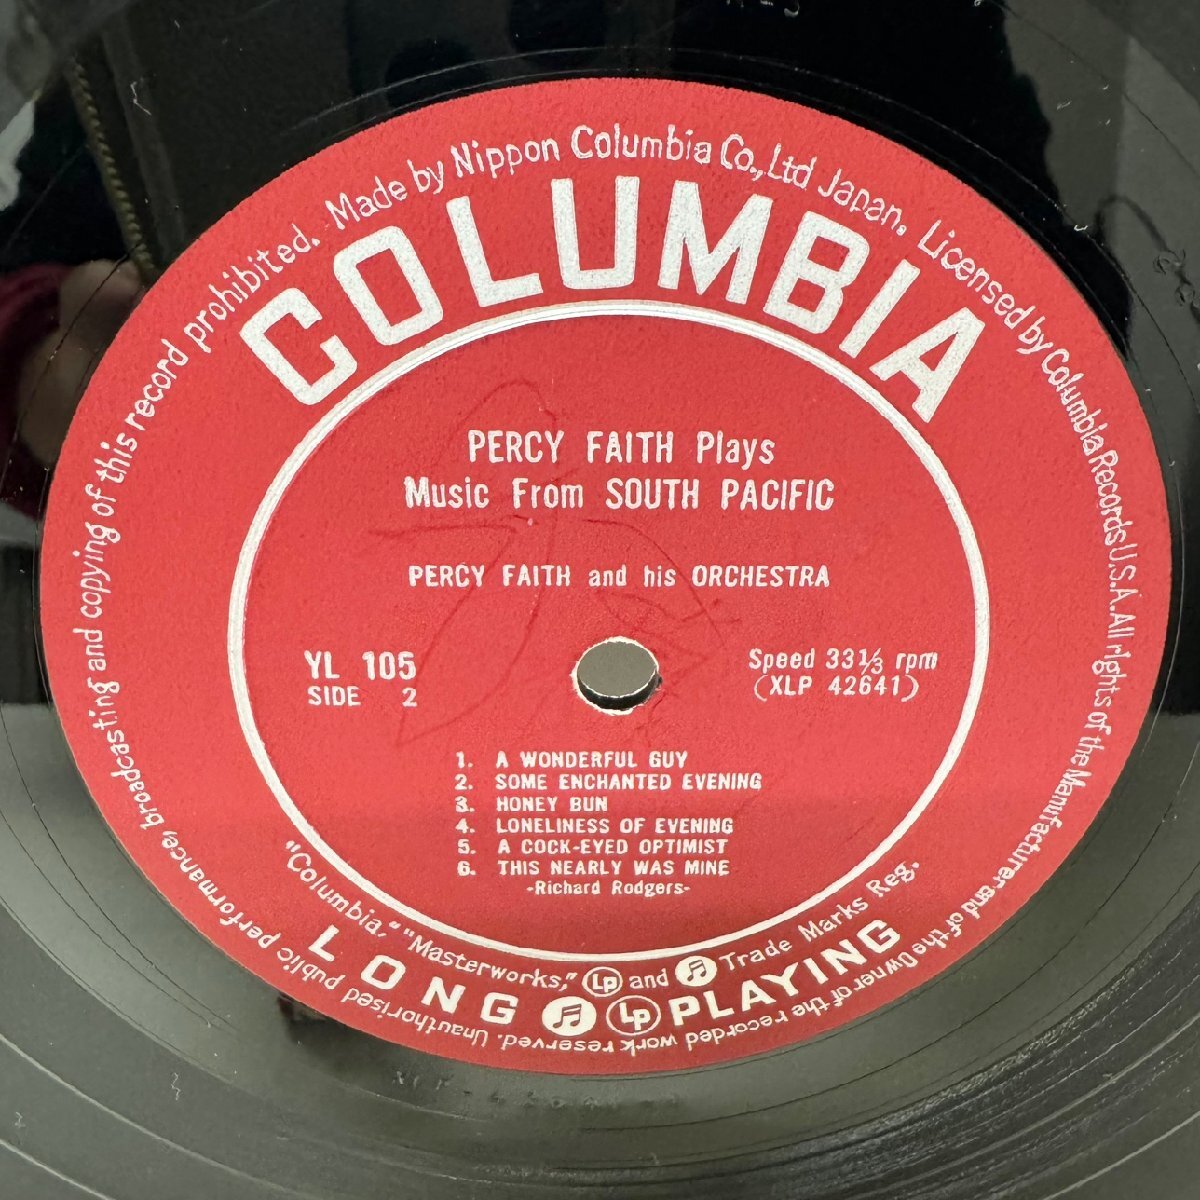 Made by Nippon Columbia Co., Ltd Japan. Licensed by Columbia Records U.S.A. All rights of the Manufacturer and of the Owner of the recorded work reserved. Unauthorised public performance, broadcasting and copying of this record prohibited.
COLUMBIA
PERCY FAITH Plays
Music From SOUTH PACIFIC
PERCY FAITH and his ORCHESTRA
YL 105
SIDE 2
Speed 33⅓ rpm
(XLP 42641)
1. A WONDERFUL GUY
2. SOME ENCHANTED EVENING
3. HONEY BUN
4. LONELINESS OF EVENING
5. A COCK-EYED OPTIMIST
6. THIS NEARLY WAS MINE
-Richard Rodgers-
"Columbia," "Masterworks," Lp and Trade Marks Reg.
LONG Lp PLAYING